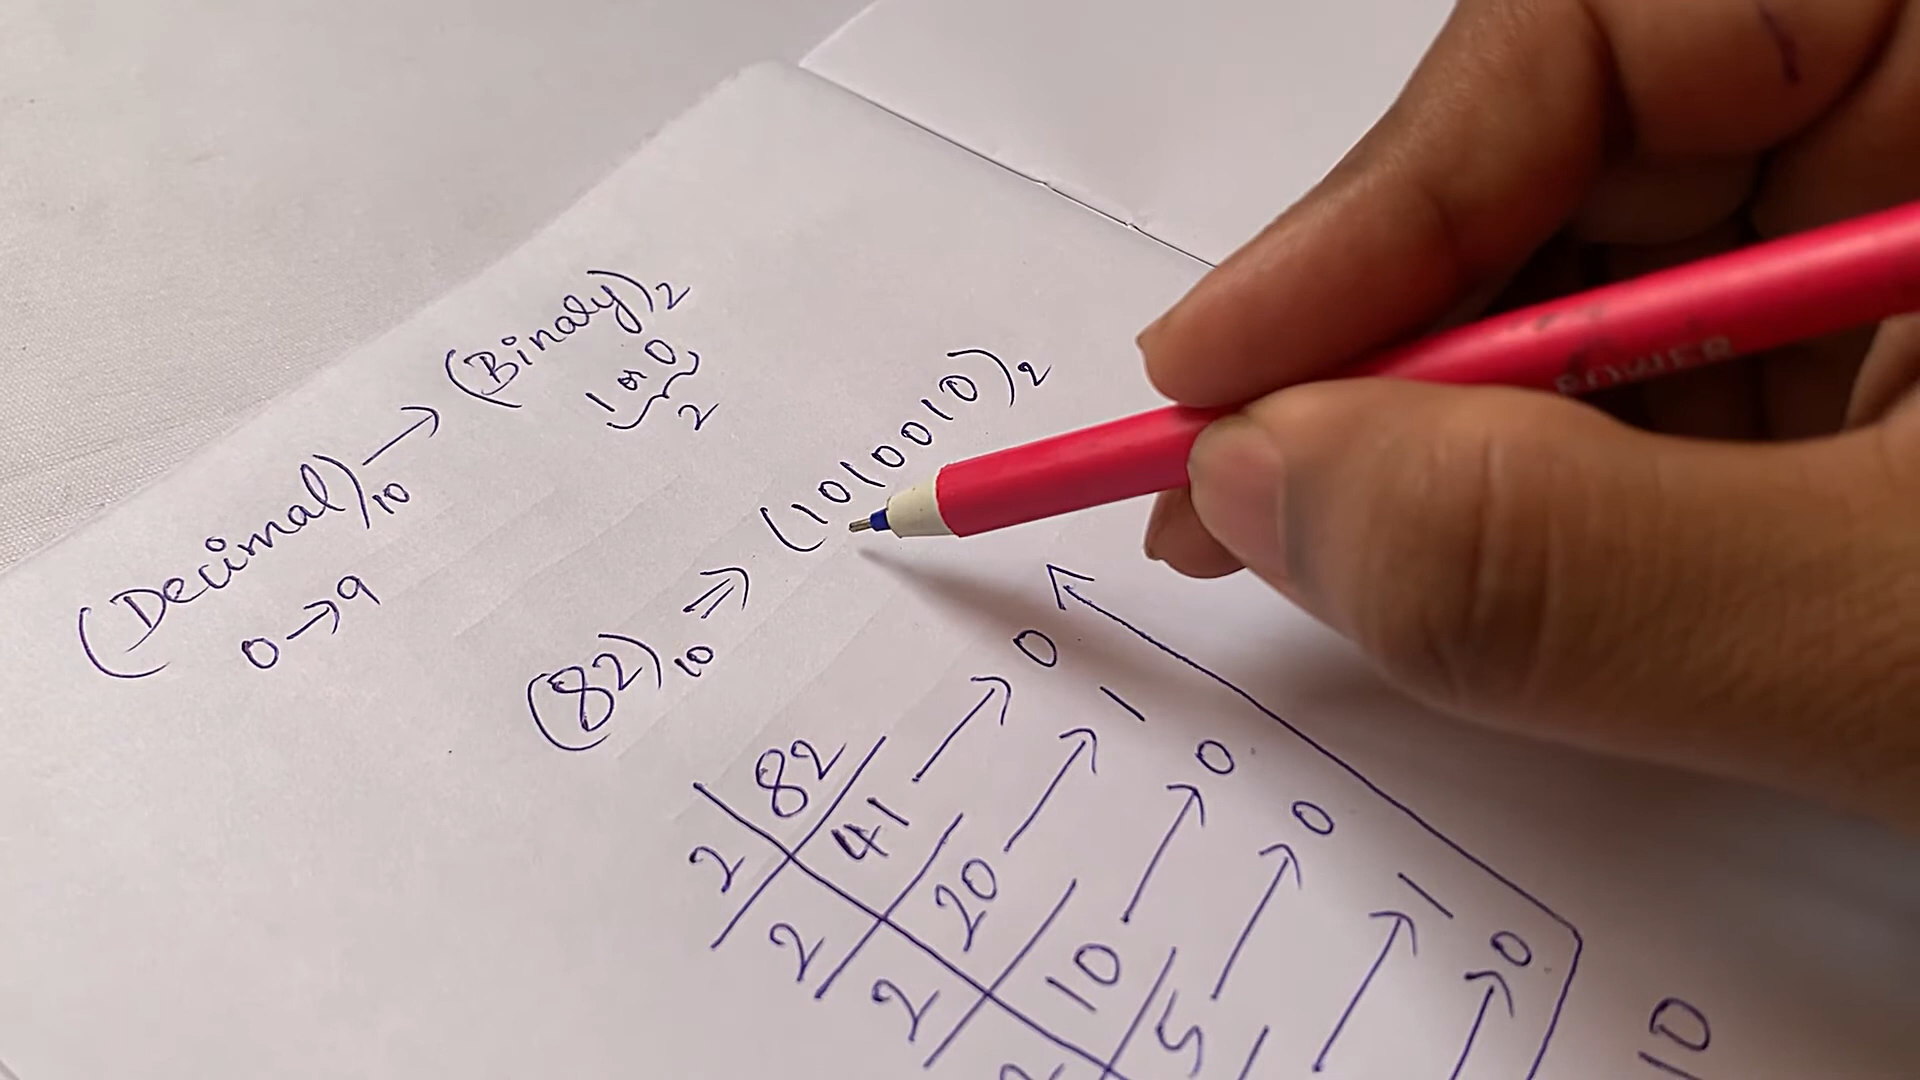 (Decimal)₁₀ → (Binary)₂
0 → 9
1 or 0
2
(82)₁₀ ⇒ (1010010)₂
2 | 82
2 | 41 → 0
2 | 20 → 1
10 → 0
5 → 0
→ 1
→ 0
10
POWER